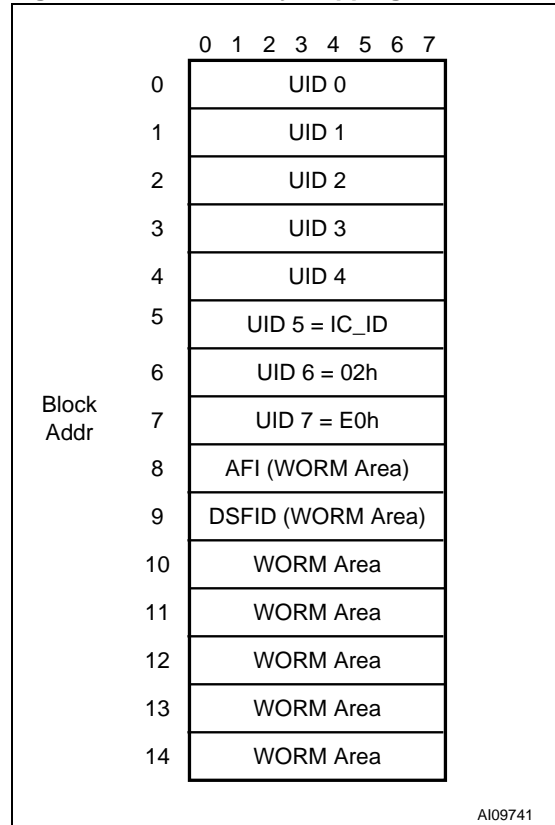 0 1 2 3 4 5 6 7
0 UID 0
1 UID 1
2 UID 2
3 UID 3
4 UID 4
5 UID 5 = IC_ID
6 UID 6 = 02h
Block
Addr
7 UID 7 = E0h
8 AFI (WORM Area)
9 DSFID (WORM Area)
10 WORM Area
11 WORM Area
12 WORM Area
13 WORM Area
14 WORM Area
AI09741